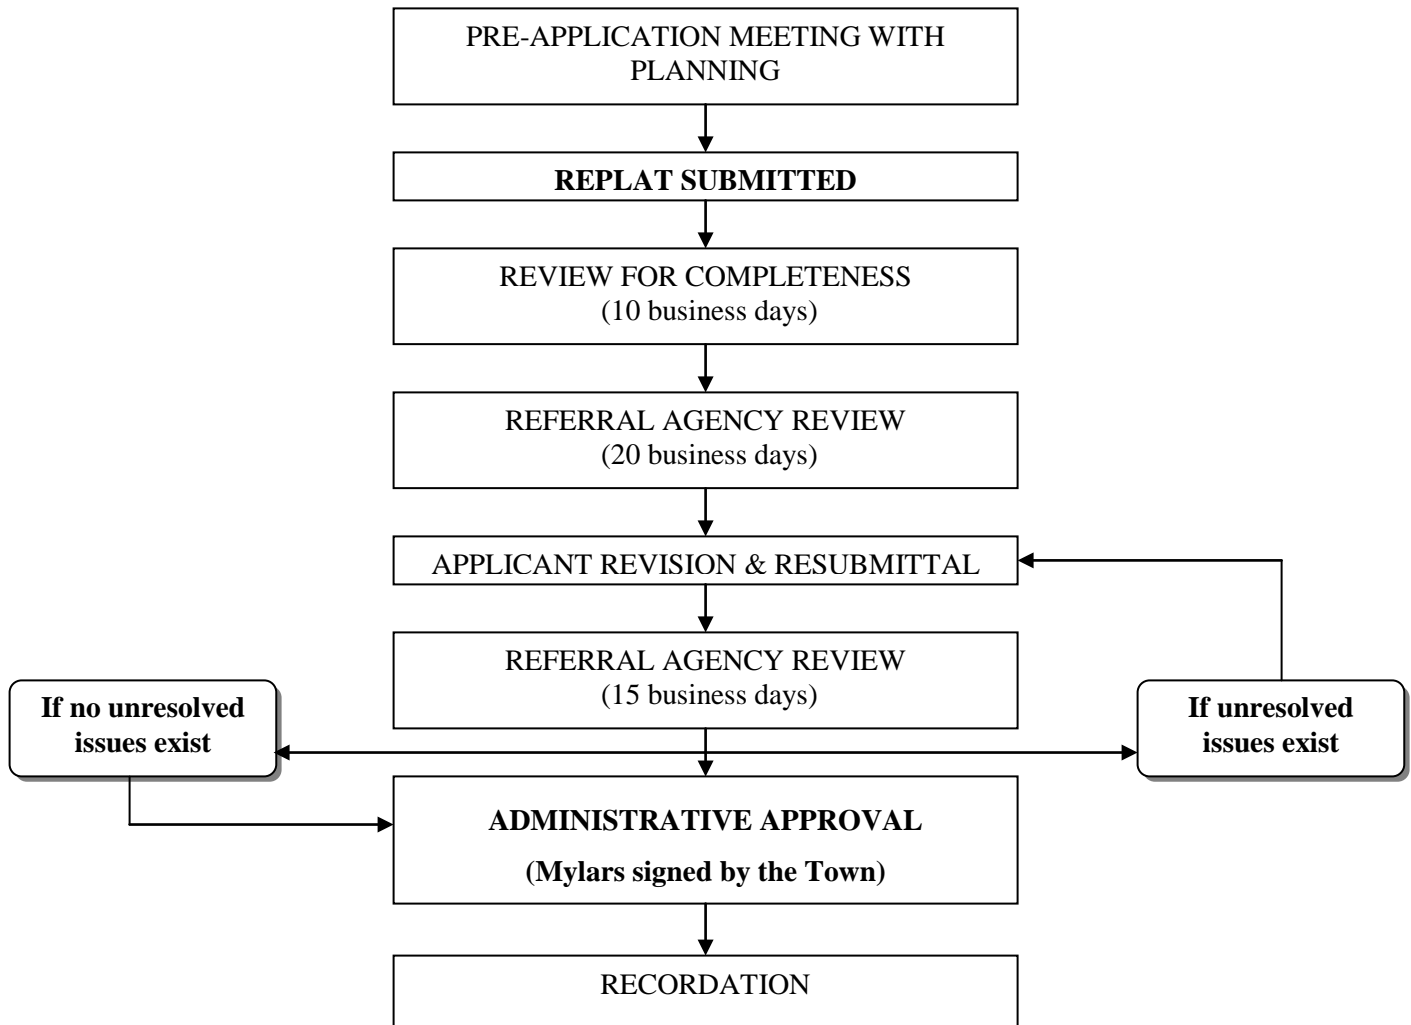 PRE-APPLICATION MEETING WITH
PLANNING
REPLAT SUBMITTED
REVIEW FOR COMPLETENESS
(10 business days)
REFERRAL AGENCY REVIEW
(20 business days)
APPLICANT REVISION & RESUBMITTAL
REFERRAL AGENCY REVIEW
(15 business days)
If no unresolved
issues exist
If unresolved
issues exist
ADMINISTRATIVE APPROVAL
(Mylars signed by the Town)
RECORDATION